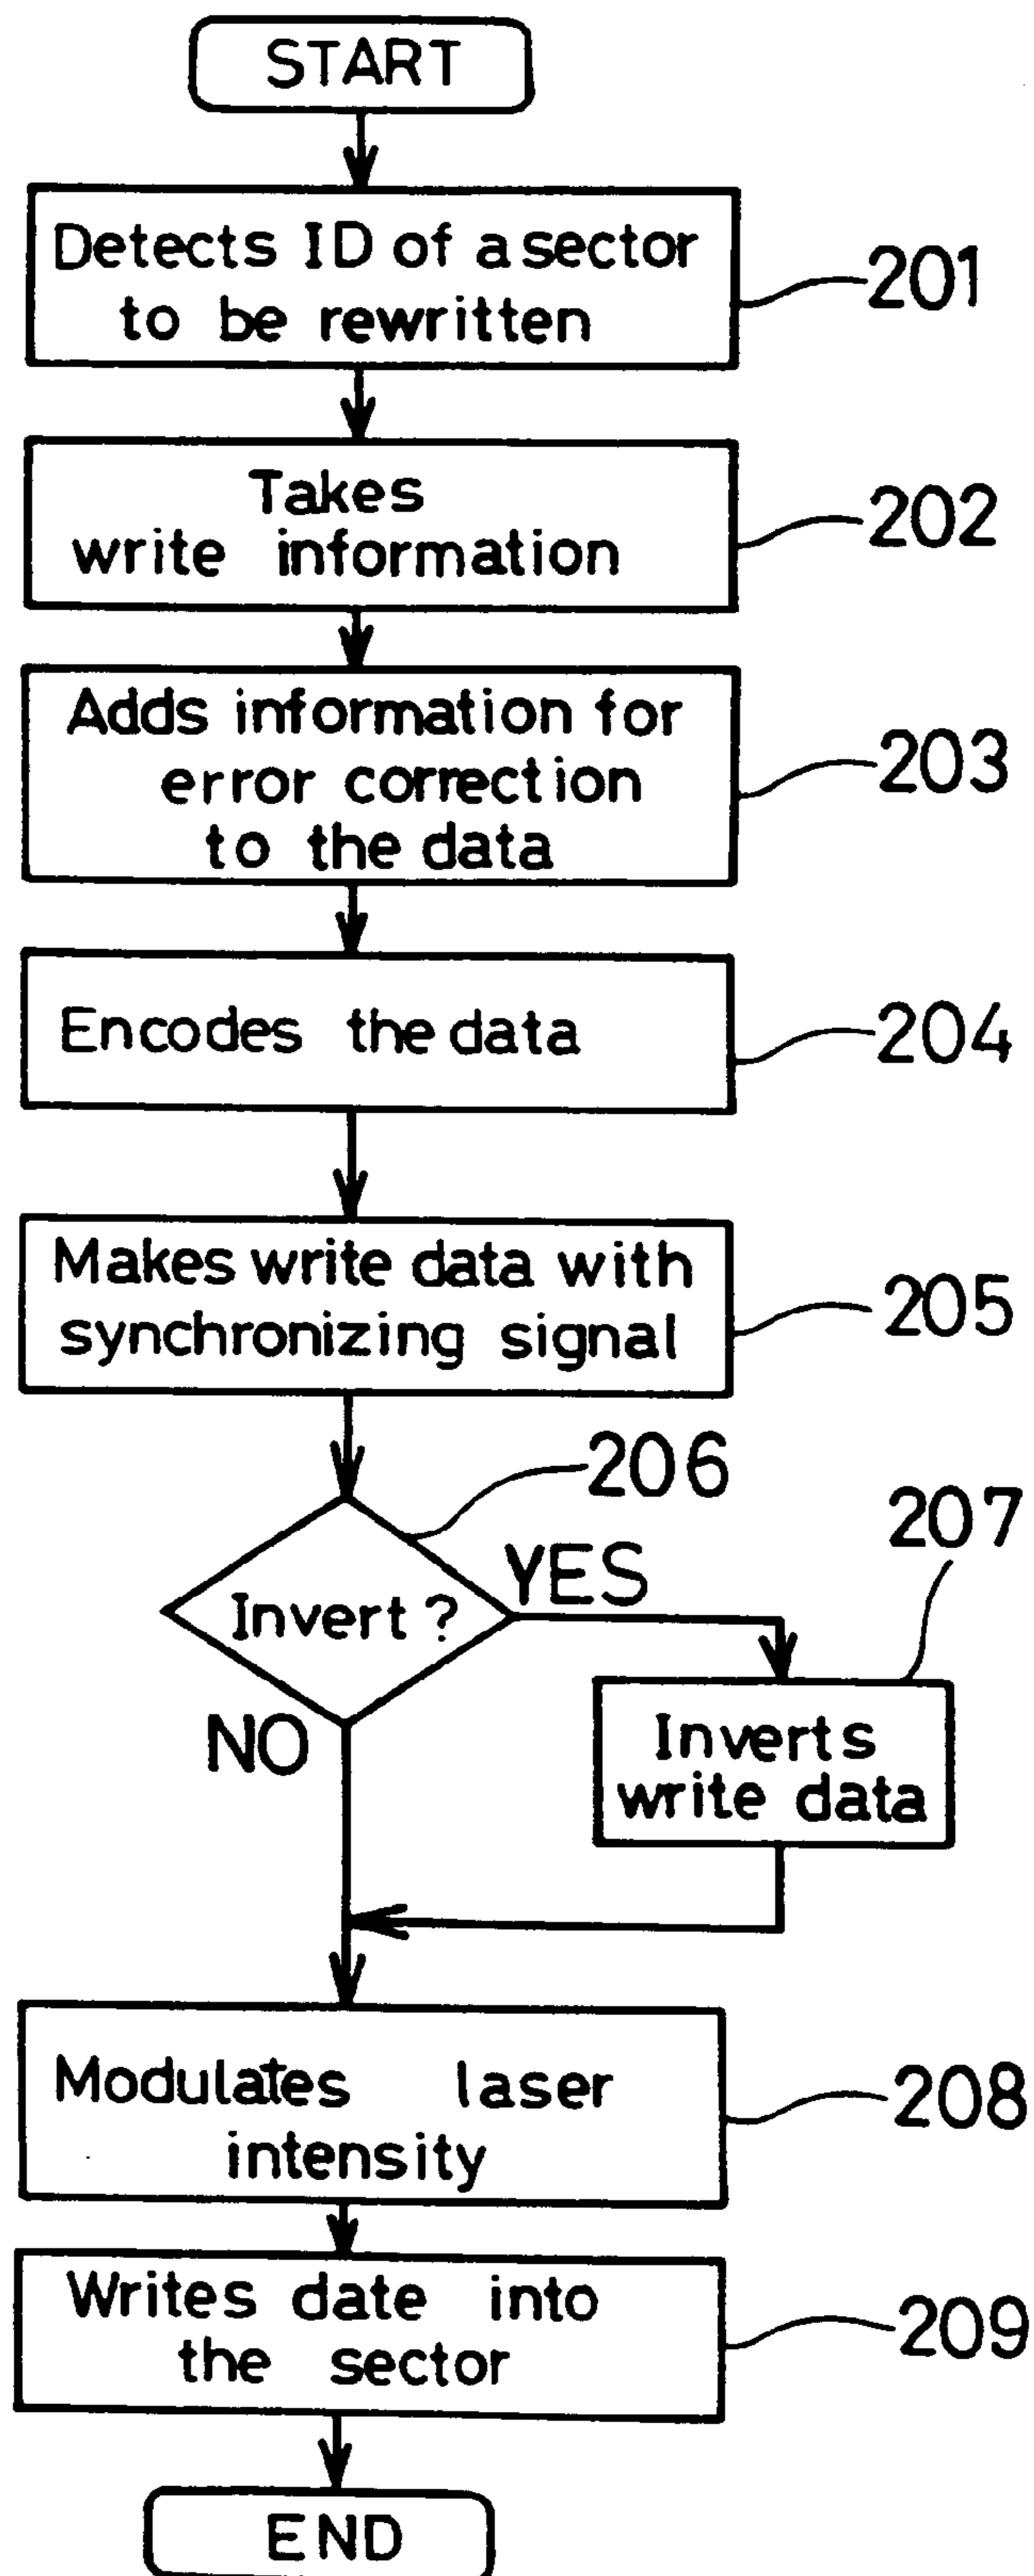 START
Detects ID of a sector
to be rewritten
201
Takes
write information
202
Adds information for
error correction
to the data
203
Encodes the data
204
Makes write data with
synchronizing signal
205
206
207
Invert?
YES
NO
Inverts
write data
Modulates laser
intensity
208
Writes date into
the sector
209
END